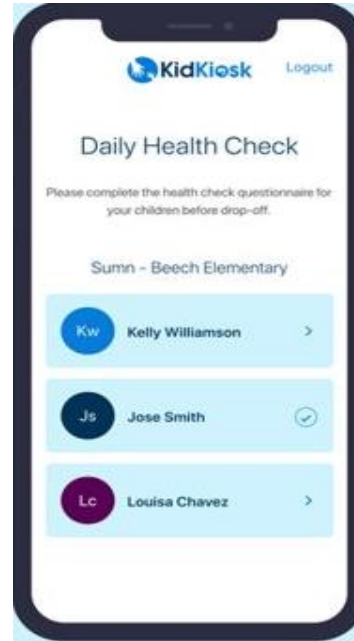 KidKiosk
Logout
Daily Health Check
Please complete the health check questionnaire for
your children before drop-off.
Sumn - Beech Elementary
Kw
Kelly Williamson
Js
Jose Smith
Lc
Louisa Chavez